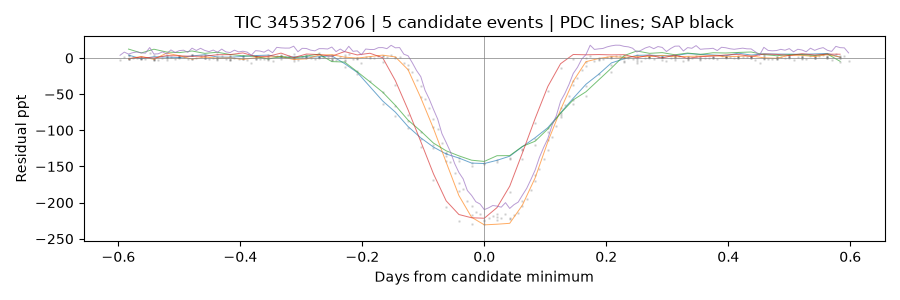 TIC 345352706 | 5 candidate events | PDC lines; SAP black
Residual ppt
0
−50
−100
−150
−200
−250
−0.6 −0.4 −0.2 0.0 0.2 0.4 0.6
Days from candidate minimum